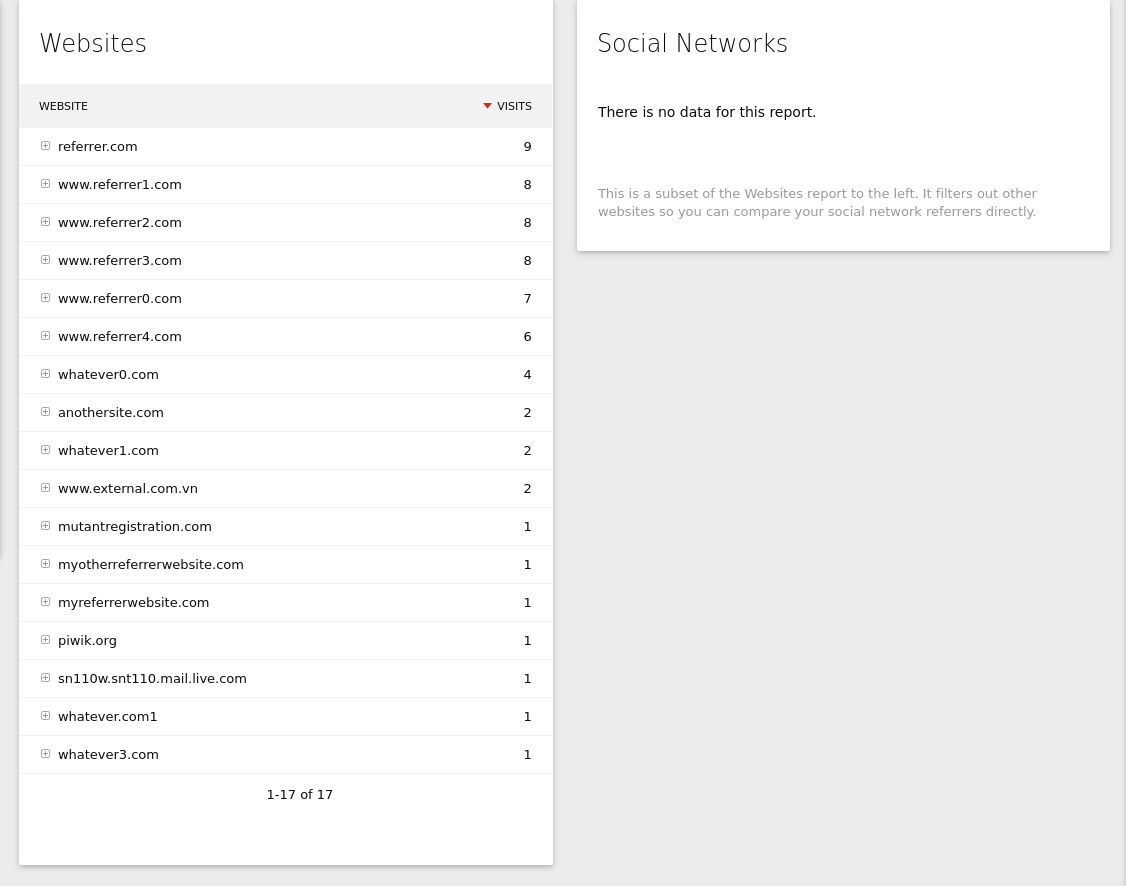 Websites
WEBSITE VISITS
referrer.com 9
www.referrer1.com 8
www.referrer2.com 8
www.referrer3.com 8
www.referrer0.com 7
www.referrer4.com 6
whatever0.com 4
anothersite.com 2
whatever1.com 2
www.external.com.vn 2
mutantregistration.com 1
myotherreferrerwebsite.com 1
myreferrerwebsite.com 1
piwik.org 1
sn110w.snt110.mail.live.com 1
whatever.com1 1
whatever3.com 1
1-17 of 17
Social Networks
There is no data for this report.
This is a subset of the Websites report to the left. It filters out other
websites so you can compare your social network referrers directly.